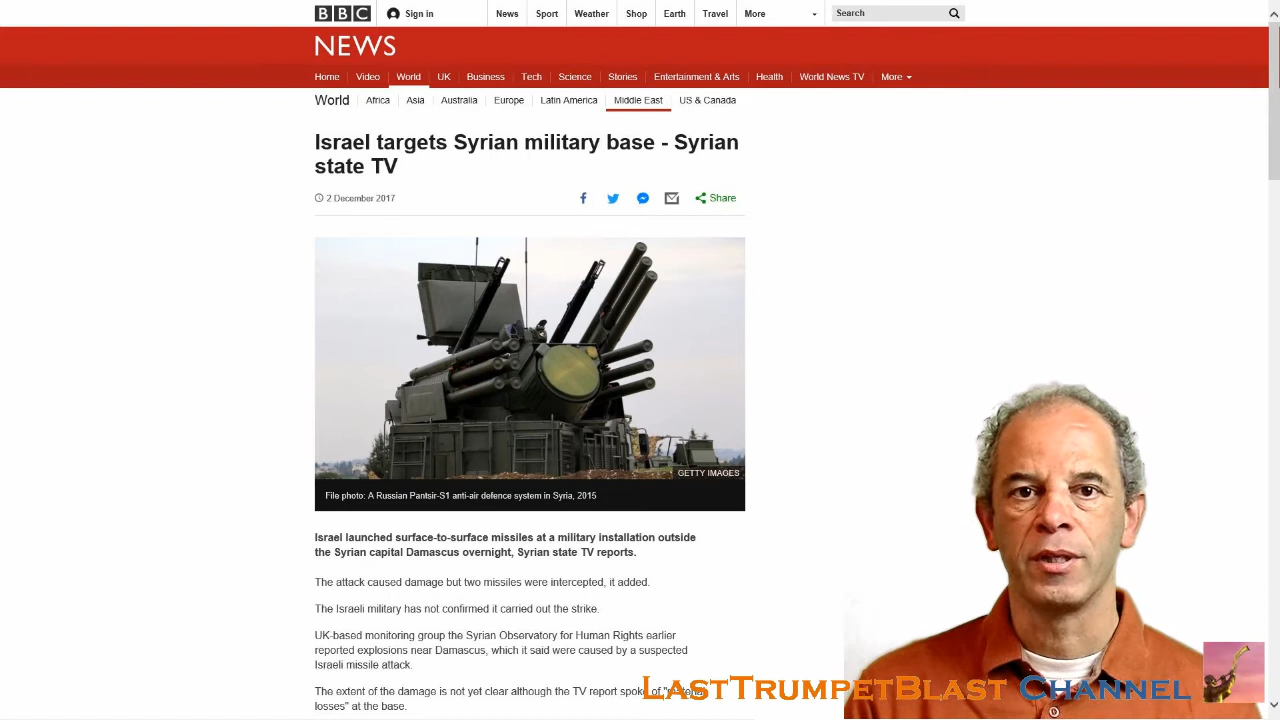 BBC Sign in News Sport Weather Shop Earth Travel More Search
NEWS
Home Video World UK Business Tech Science Stories Entertainment & Arts Health World News TV More
World Africa Asia Australia Europe Latin America Middle East US & Canada
Israel targets Syrian military base - Syrian
state TV
2 December 2017 Share
GETTY IMAGES
File photo: A Russian Pantsir-S1 anti-air defence system in Syria, 2015
Israel launched surface-to-surface missiles at a military installation outside
the Syrian capital Damascus overnight, Syrian state TV reports.
The attack caused damage but two missiles were intercepted, it added.
The Israeli military has not confirmed it carried out the strike.
UK-based monitoring group the Syrian Observatory for Human Rights earlier
reported explosions near Damascus, which it said were caused by a suspected
Israeli missile attack.
The extent of the damage is not yet clear although the TV report spoke of
losses" at the base.
LastTrumpetBlast Channel